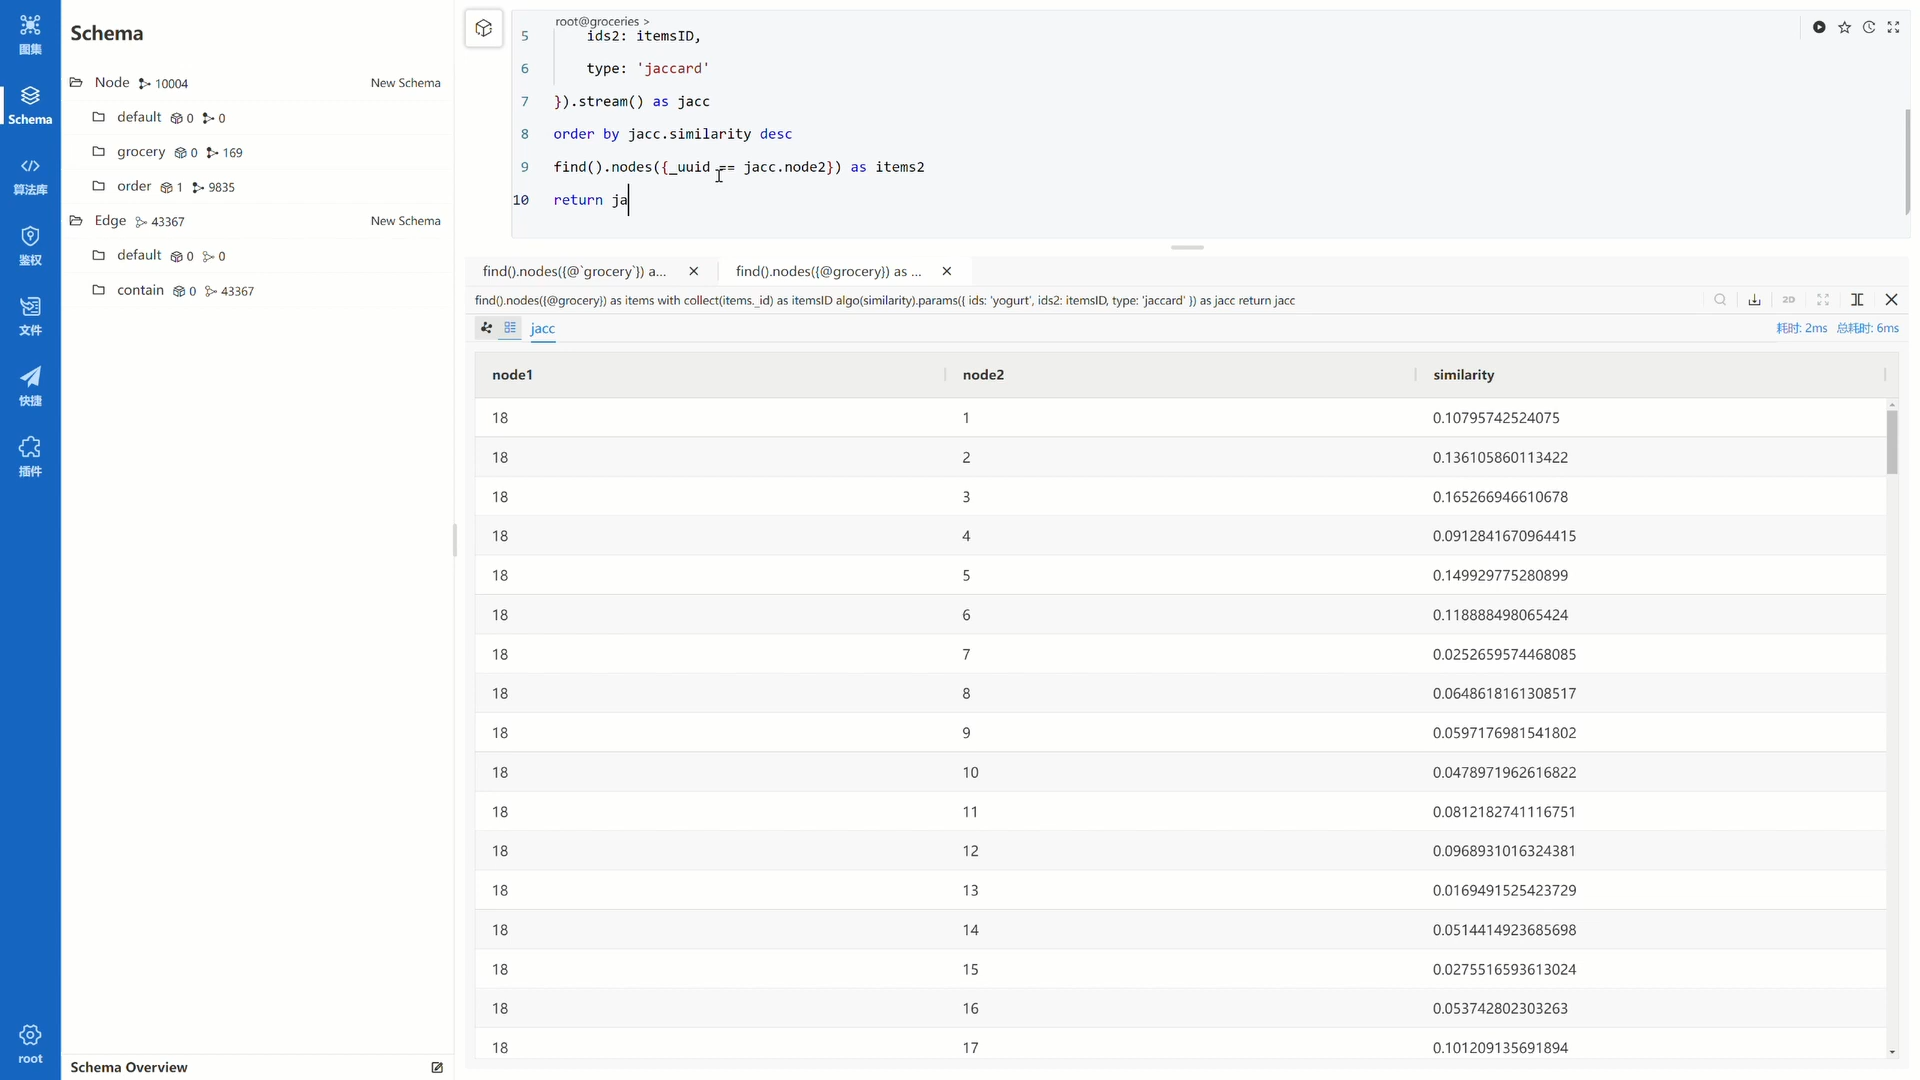 图集
Schema
算法库
鉴权
文件
快捷
插件
root
Schema
Node 10004 New Schema
default 0 0
grocery 0 169
order 1 9835
Edge 43367 New Schema
default 0 0
contain 0 43367
Schema Overview
root@groceries >
5 ids2: itemsID,
6 type: 'jaccard'
7 }).stream() as jacc
8 order by jacc.similarity desc
9 find().nodes({_uuid == jacc.node2}) as items2
10 return ja
find().nodes({@`grocery`}) a... find().nodes({@grocery}) as ...
find().nodes({@grocery}) as items with collect(items._id) as itemsID algo(similarity).params({ ids: 'yogurt', ids2: itemsID, type: 'jaccard' }) as jacc return jacc 2D
jacc 耗时: 2ms 总耗时: 6ms
node1 node2 similarity
18 1 0.10795742524075
18 2 0.136105860113422
18 3 0.165266946610678
18 4 0.0912841670964415
18 5 0.149929775280899
18 6 0.118888498065424
18 7 0.0252659574468085
18 8 0.0648618161308517
18 9 0.0597176981541802
18 10 0.0478971962616822
18 11 0.0812182741116751
18 12 0.0968931016324381
18 13 0.0169491525423729
18 14 0.0514414923685698
18 15 0.0275516593613024
18 16 0.053742802303263
18 17 0.101209135691894